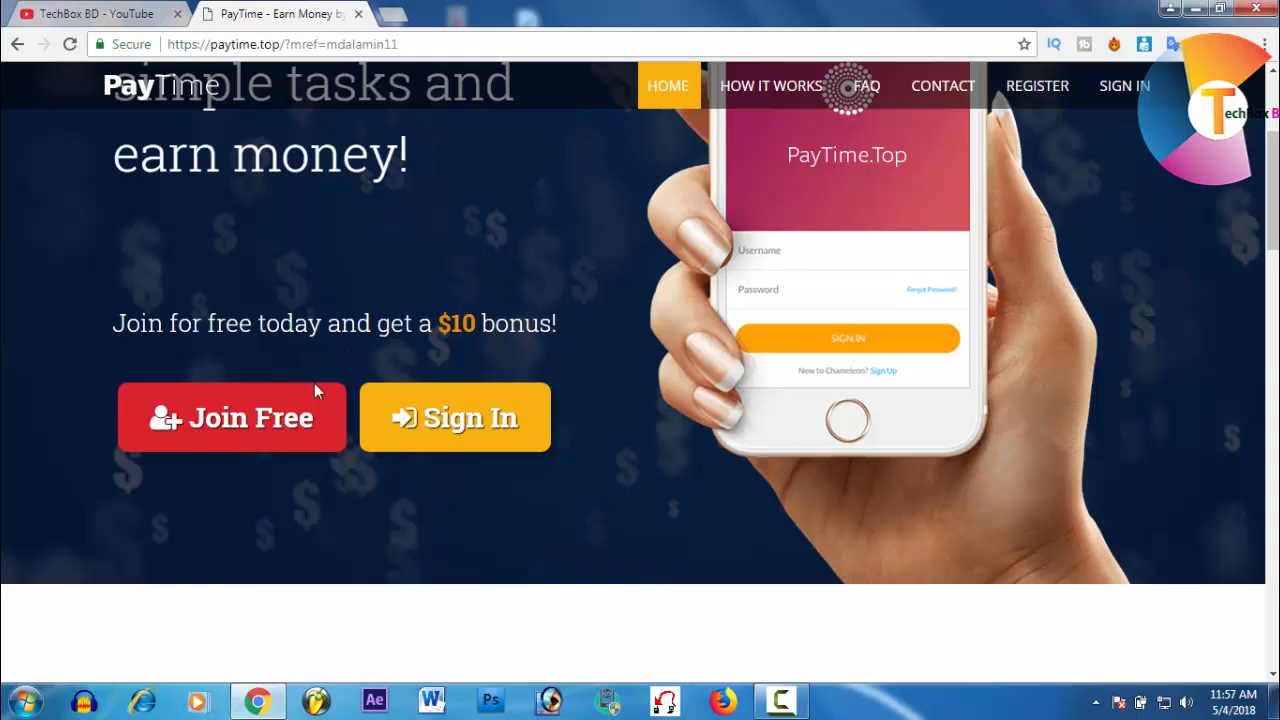 TechBox BD - YouTube
PayTime - Earn Money by
Secure
https://paytime.top/?mref=mdalamin11
PayTime
HOME
HOW IT WORKS
FAQ
CONTACT
REGISTER
SIGN IN
TechBox B
simple tasks and
earn money!
Join for free today and get a $10 bonus!
Join Free
Sign In
PayTime.Top
Username
Password
Forgot Password?
SIGN IN
New to Chameleon? Sign Up
11:57 AM
5/4/2018